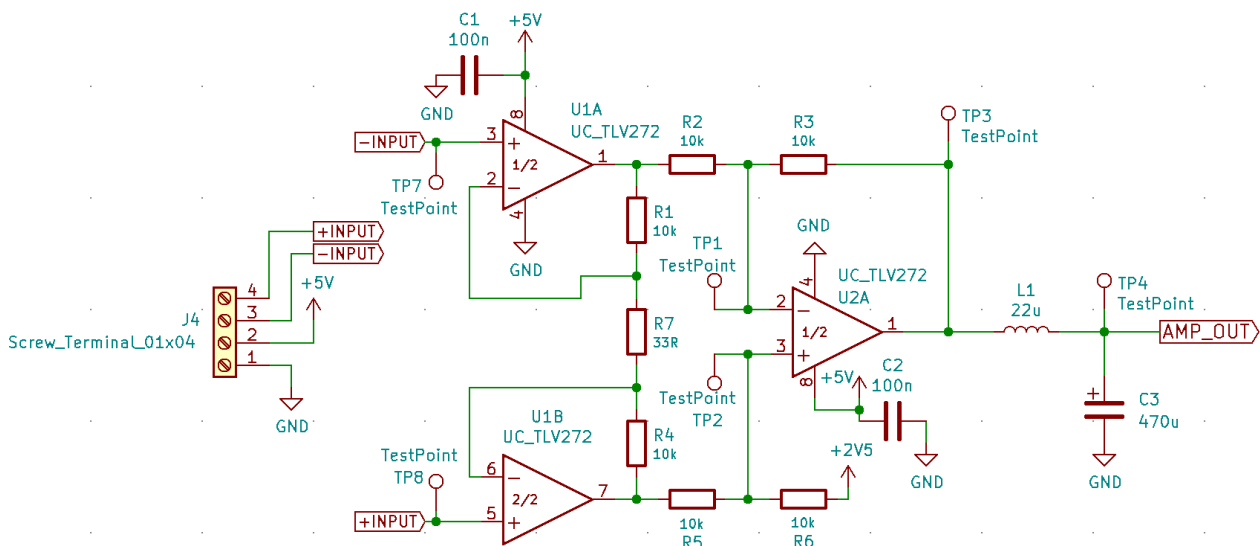 C1
100n
+5V
GND
U1A
UC_TLV272
8
-INPUT
3
+
1/2
1
2
−
4
GND
TP7
TestPoint
R2
10k
R3
10k
TP3
TestPoint
R1
10k
+INPUT
-INPUT
+5V
J4
Screw_Terminal_01x04
4
3
2
1
GND
TP1
TestPoint
GND
UC_TLV272
U2A
4
2
−
1/2
1
3
+
8
R7
33R
L1
22u
TP4
TestPoint
AMP_OUT
TestPoint
TP2
+5V
C2
100n
GND
+
C3
470u
GND
U1B
UC_TLV272
R4
10k
TestPoint
TP8
6
−
2/2
7
5
+
+INPUT
+2V5
10k
R5
10k
R6